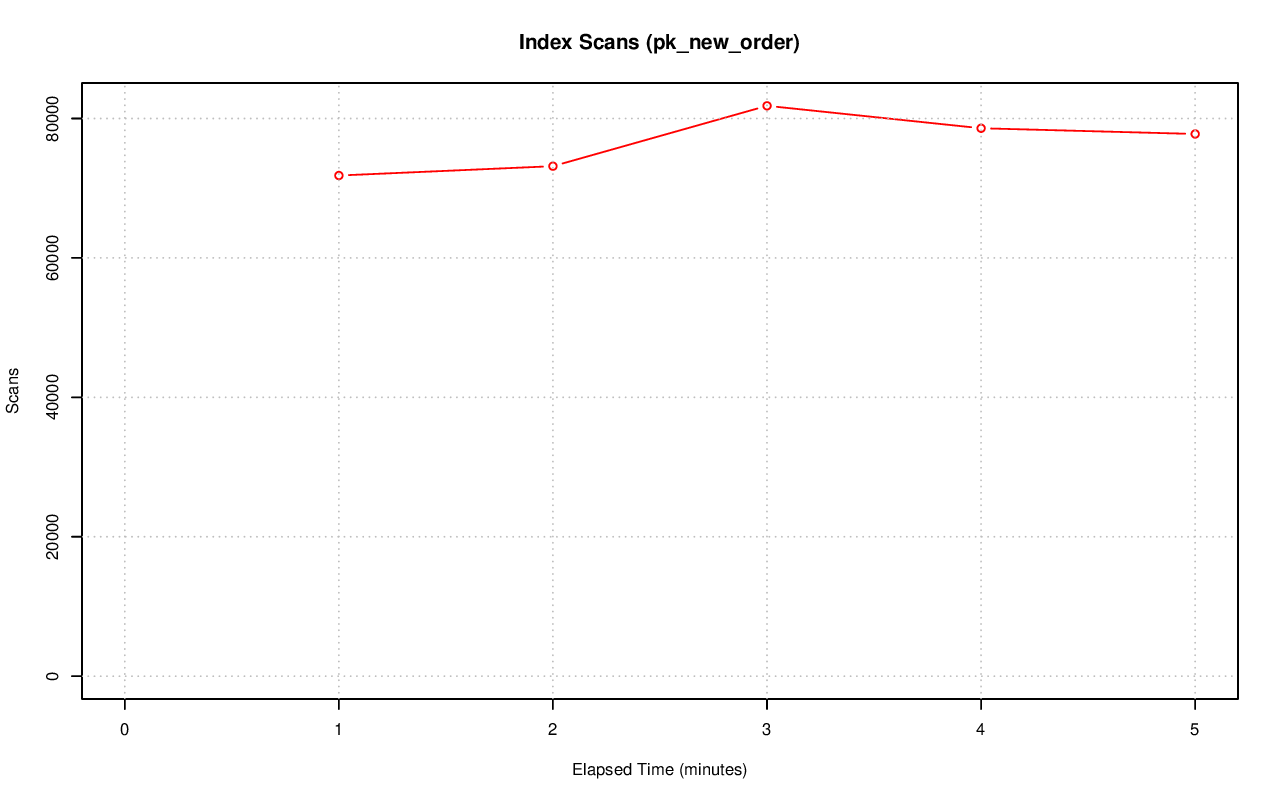 Index Scans (pk_new_order)
80000
60000
40000
20000
0
Scans
0 1 2 3 4 5
Elapsed Time (minutes)